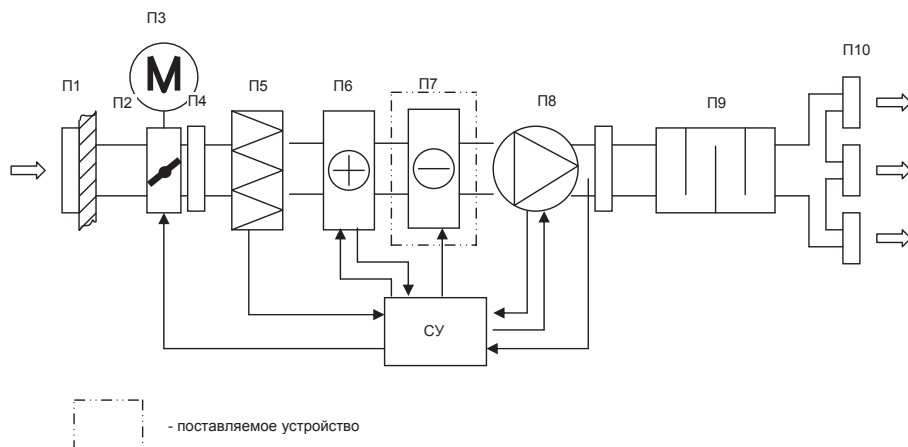 П3
П10
П1
П2
П4
П5
П6
П7
П8
П9
М
СУ
- поставляемое устройство